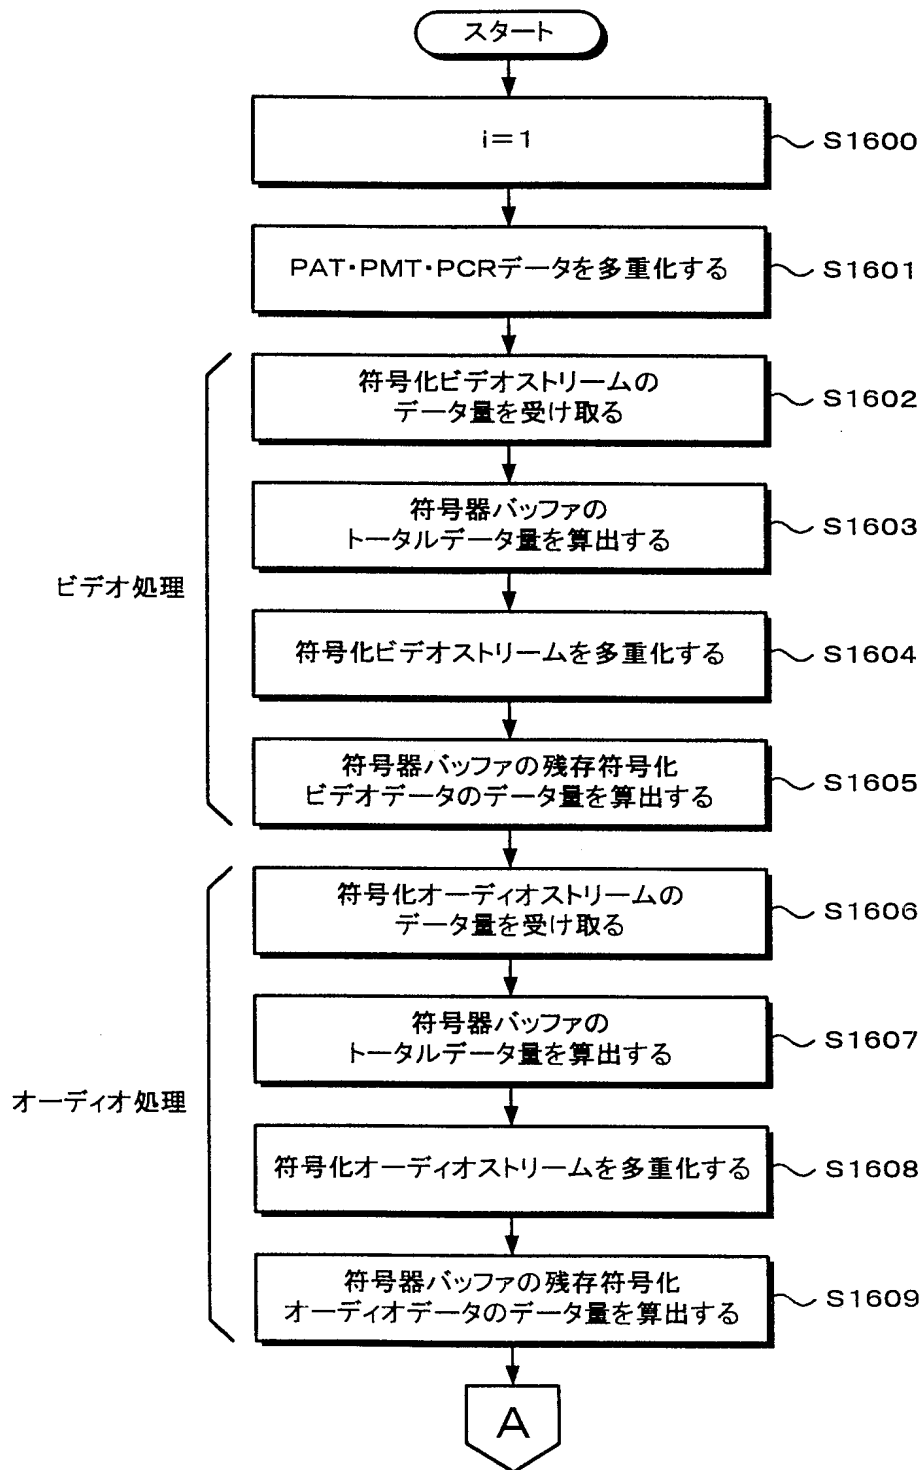 スタート
i=1
S1600
PAT・PMT・PCRデータを多重化する
S1601
符号化ビデオストリームの
データ量を受け取る
S1602
符号器バッファの
トータルデータ量を算出する
S1603
ビデオ処理
符号化ビデオストリームを多重化する
S1604
符号器バッファの残存符号化
ビデオデータのデータ量を算出する
S1605
符号化オーディオストリームの
データ量を受け取る
S1606
符号器バッファの
トータルデータ量を算出する
S1607
オーディオ処理
符号化オーディオストリームを多重化する
S1608
符号器バッファの残存符号化
オーディオデータのデータ量を算出する
S1609
A